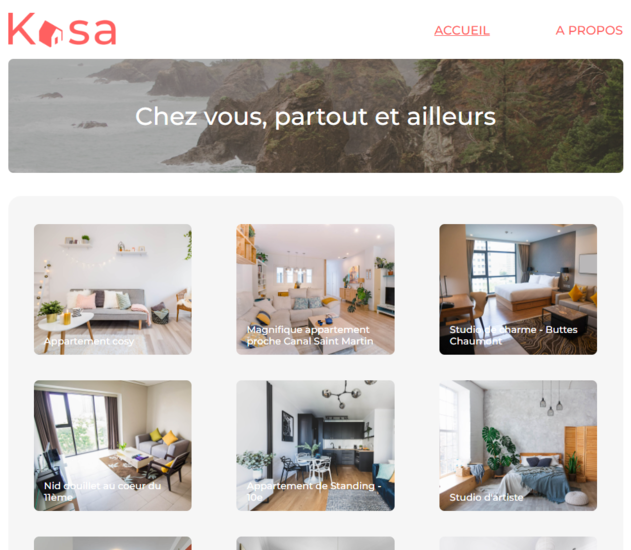 Kasa
ACCUEIL
A PROPOS
Chez vous, partout et ailleurs
Appartement cosy
Magnifique appartement
proche Canal Saint Martin
Studio de charme - Buttes
Chaumont
Nid douillet au coeur du
11ème
Appartement de Standing -
10e
Studio d'artiste